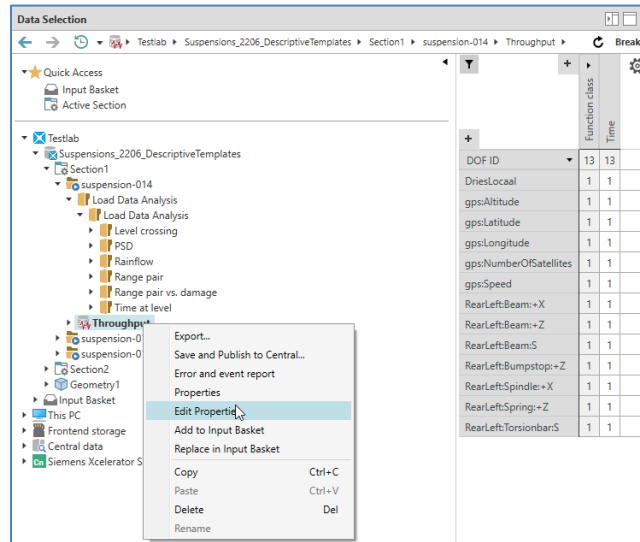 Data Selection
Testlab Suspensions_2206_DescriptiveTemplates Section1 suspension-014 Throughput Break
Quick Access
Input Basket
Active Section
Testlab
Suspensions_2206_DescriptiveTemplates
Section1
suspension-014
Load Data Analysis
Load Data Analysis
Level crossing
PSD
Rainflow
Range pair
Range pair vs. damage
Time at level
Throughput
suspension-0
suspension-0
Section2
Geometry1
Input Basket
This PC
Frontend storage
Central data
Cn Siemens Xcelerator S
Export...
Save and Publish to Central...
Error and event report
Properties
Edit Propertie
Add to Input Basket
Replace in Input Basket
Copy Ctrl+C
Paste Ctrl+V
Delete Del
Rename
+
Function class
Time
+
DOF ID 13 13
DriesLocaal 1 1
gps:Altitude 1 1
gps:Latitude 1 1
gps:Longitude 1 1
gps:NumberOfSatellites 1 1
gps:Speed 1 1
RearLeft:Beam:+X 1 1
RearLeft:Beam:+Z 1 1
RearLeft:Beam:S 1 1
RearLeft:Bumpstop:+Z 1 1
RearLeft:Spindle:+X 1 1
RearLeft:Spring:+Z 1 1
RearLeft:Torsionbar:S 1 1